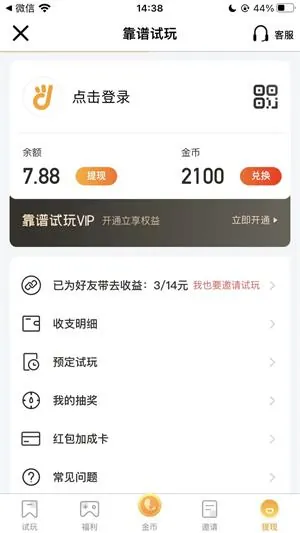 微信 14:38 44%
靠谱试玩 客服
点击登录
余额 金币
7.88 提现 2100 兑换
靠谱试玩VIP 开通立享权益 立即开通
已为好友带去收益：3/14元 我也要邀请试玩
收支明细
预定试玩
我的抽奖
红包加成卡
常见问题
试玩 福利 金币 邀请 提现